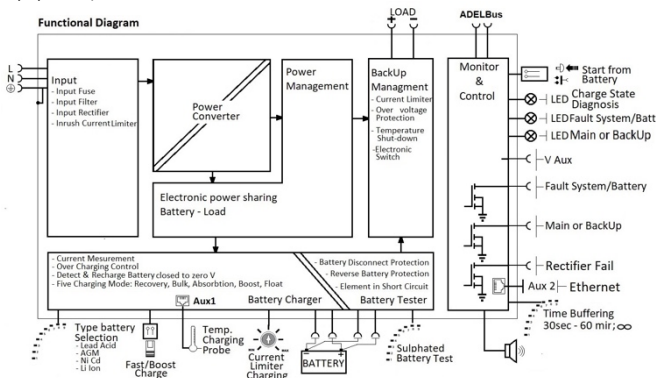 Functional Diagram
LOAD
+ −
ADELBus
L
N
Input
- Input Fuse
- Input Filter
- Input Rectifier
- Inrush CurrentLimiter
Power
Converter
Power
Management
BackUp
Managment
- Current Limiter
- Over voltage
Protection
- Temperature
Shut-down
-Electronic
Switch
Electronic power sharing
Battery - Load
Monitor
&
Control
Start from
Battery
LED Charge State
Diagnosis
LED Fault System/Batt
LED Main or BackUp
V Aux
Fault System/Battery
Main or BackUp
Rectifier Fail
Aux 2 Ethernet
Time Buffering
30sec - 60 mir; ∞
- Current Mesurement
- Over Charging Control
- Detect & Recharge Battery closed to zero V
- Five Charging Mode: Recovery, Bulk, Absorbtion, Boost, Float
Aux1
Battery Charger
- Battery Disconnect Protection
- Reverse Battery Protection
- Element in Short Circuit
Battery Tester
Type battery
Selection
- Lead Acid
- AGM
- Ni Cd
- Li Ion
Fast/Boost
Charge
Temp.
Charging
Probe
Current
Limiter
Charging
- +
BATTERY
Sulphated
Battery Test